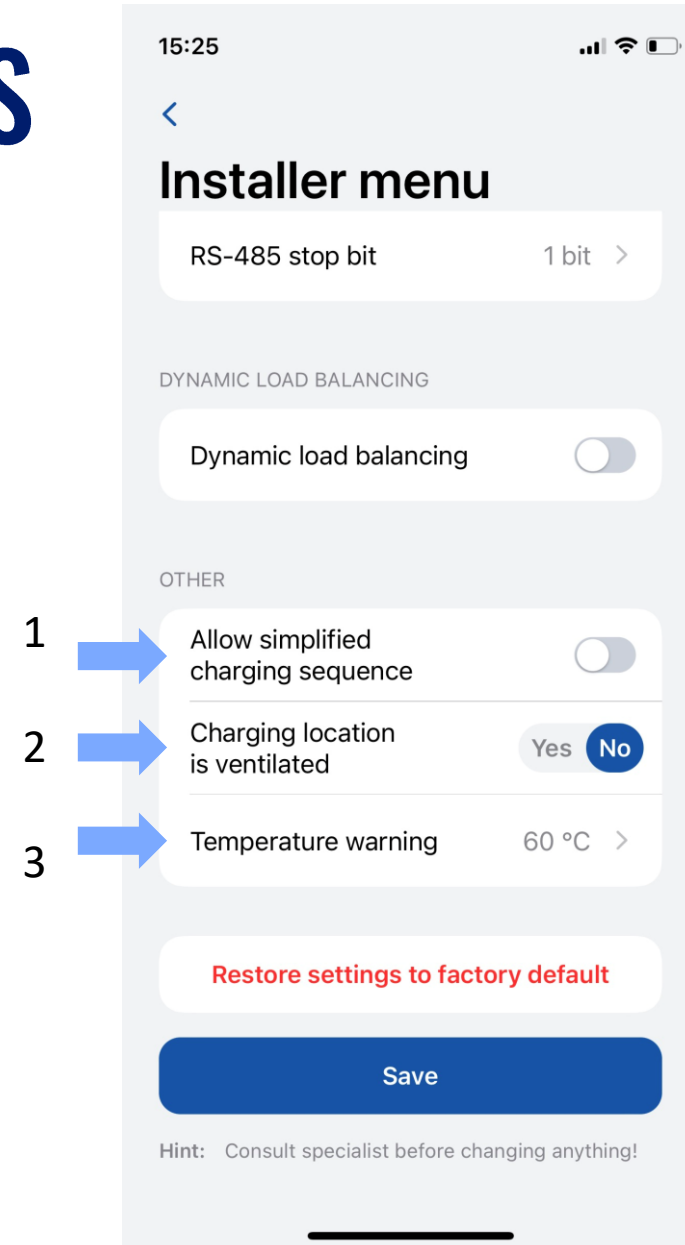 S
15:25
Installer menu
RS-485 stop bit 1 bit
DYNAMIC LOAD BALANCING
Dynamic load balancing
OTHER
1
Allow simplified
charging sequence
2
Charging location
is ventilated
Yes No
3
Temperature warning 60 °C
Restore settings to factory default
Save
Hint: Consult specialist before changing anything!